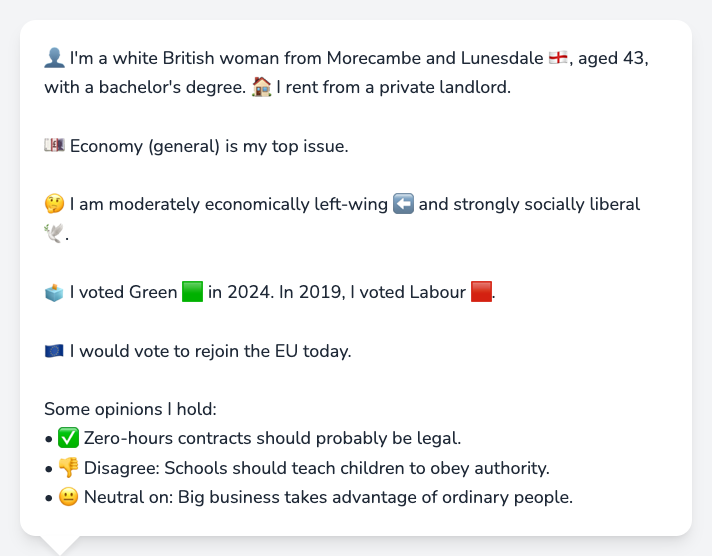 👤 I'm a white British woman from Morecambe and Lunesdale 🏴󠁧󠁢󠁥󠁮󠁧󠁿, aged 43,
with a bachelor's degree. 🏠 I rent from a private landlord.
💷 Economy (general) is my top issue.
🤔 I am moderately economically left-wing ⬅️ and strongly socially liberal
🕊️.
🗳️ I voted Green 🟩 in 2024. In 2019, I voted Labour 🟥.
🇪🇺 I would vote to rejoin the EU today.
Some opinions I hold:
• ✅ Zero-hours contracts should probably be legal.
• 👎 Disagree: Schools should teach children to obey authority.
• 😐 Neutral on: Big business takes advantage of ordinary people.